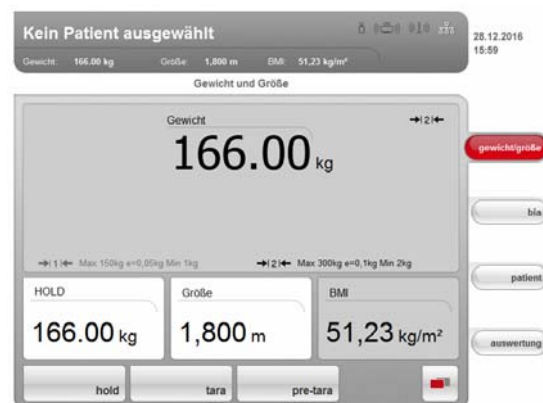 Kein Patient ausgewählt
28.12.2016
15:59
Gewicht: 166.00 kg Größe: 1,800 m BMI: 51,23 kg/m²
Gewicht und Größe
Gewicht
→|2|←
166.00 kg
→|1|← Max 150kg e=0,05kg Min 1kg →|2|← Max 300kg e=0,1kg Min 2kg
HOLD
166.00 kg
Größe
1,800 m
BMI
51,23 kg/m²
hold tara pre-tara
gewicht/größe
bia
patient
auswertung